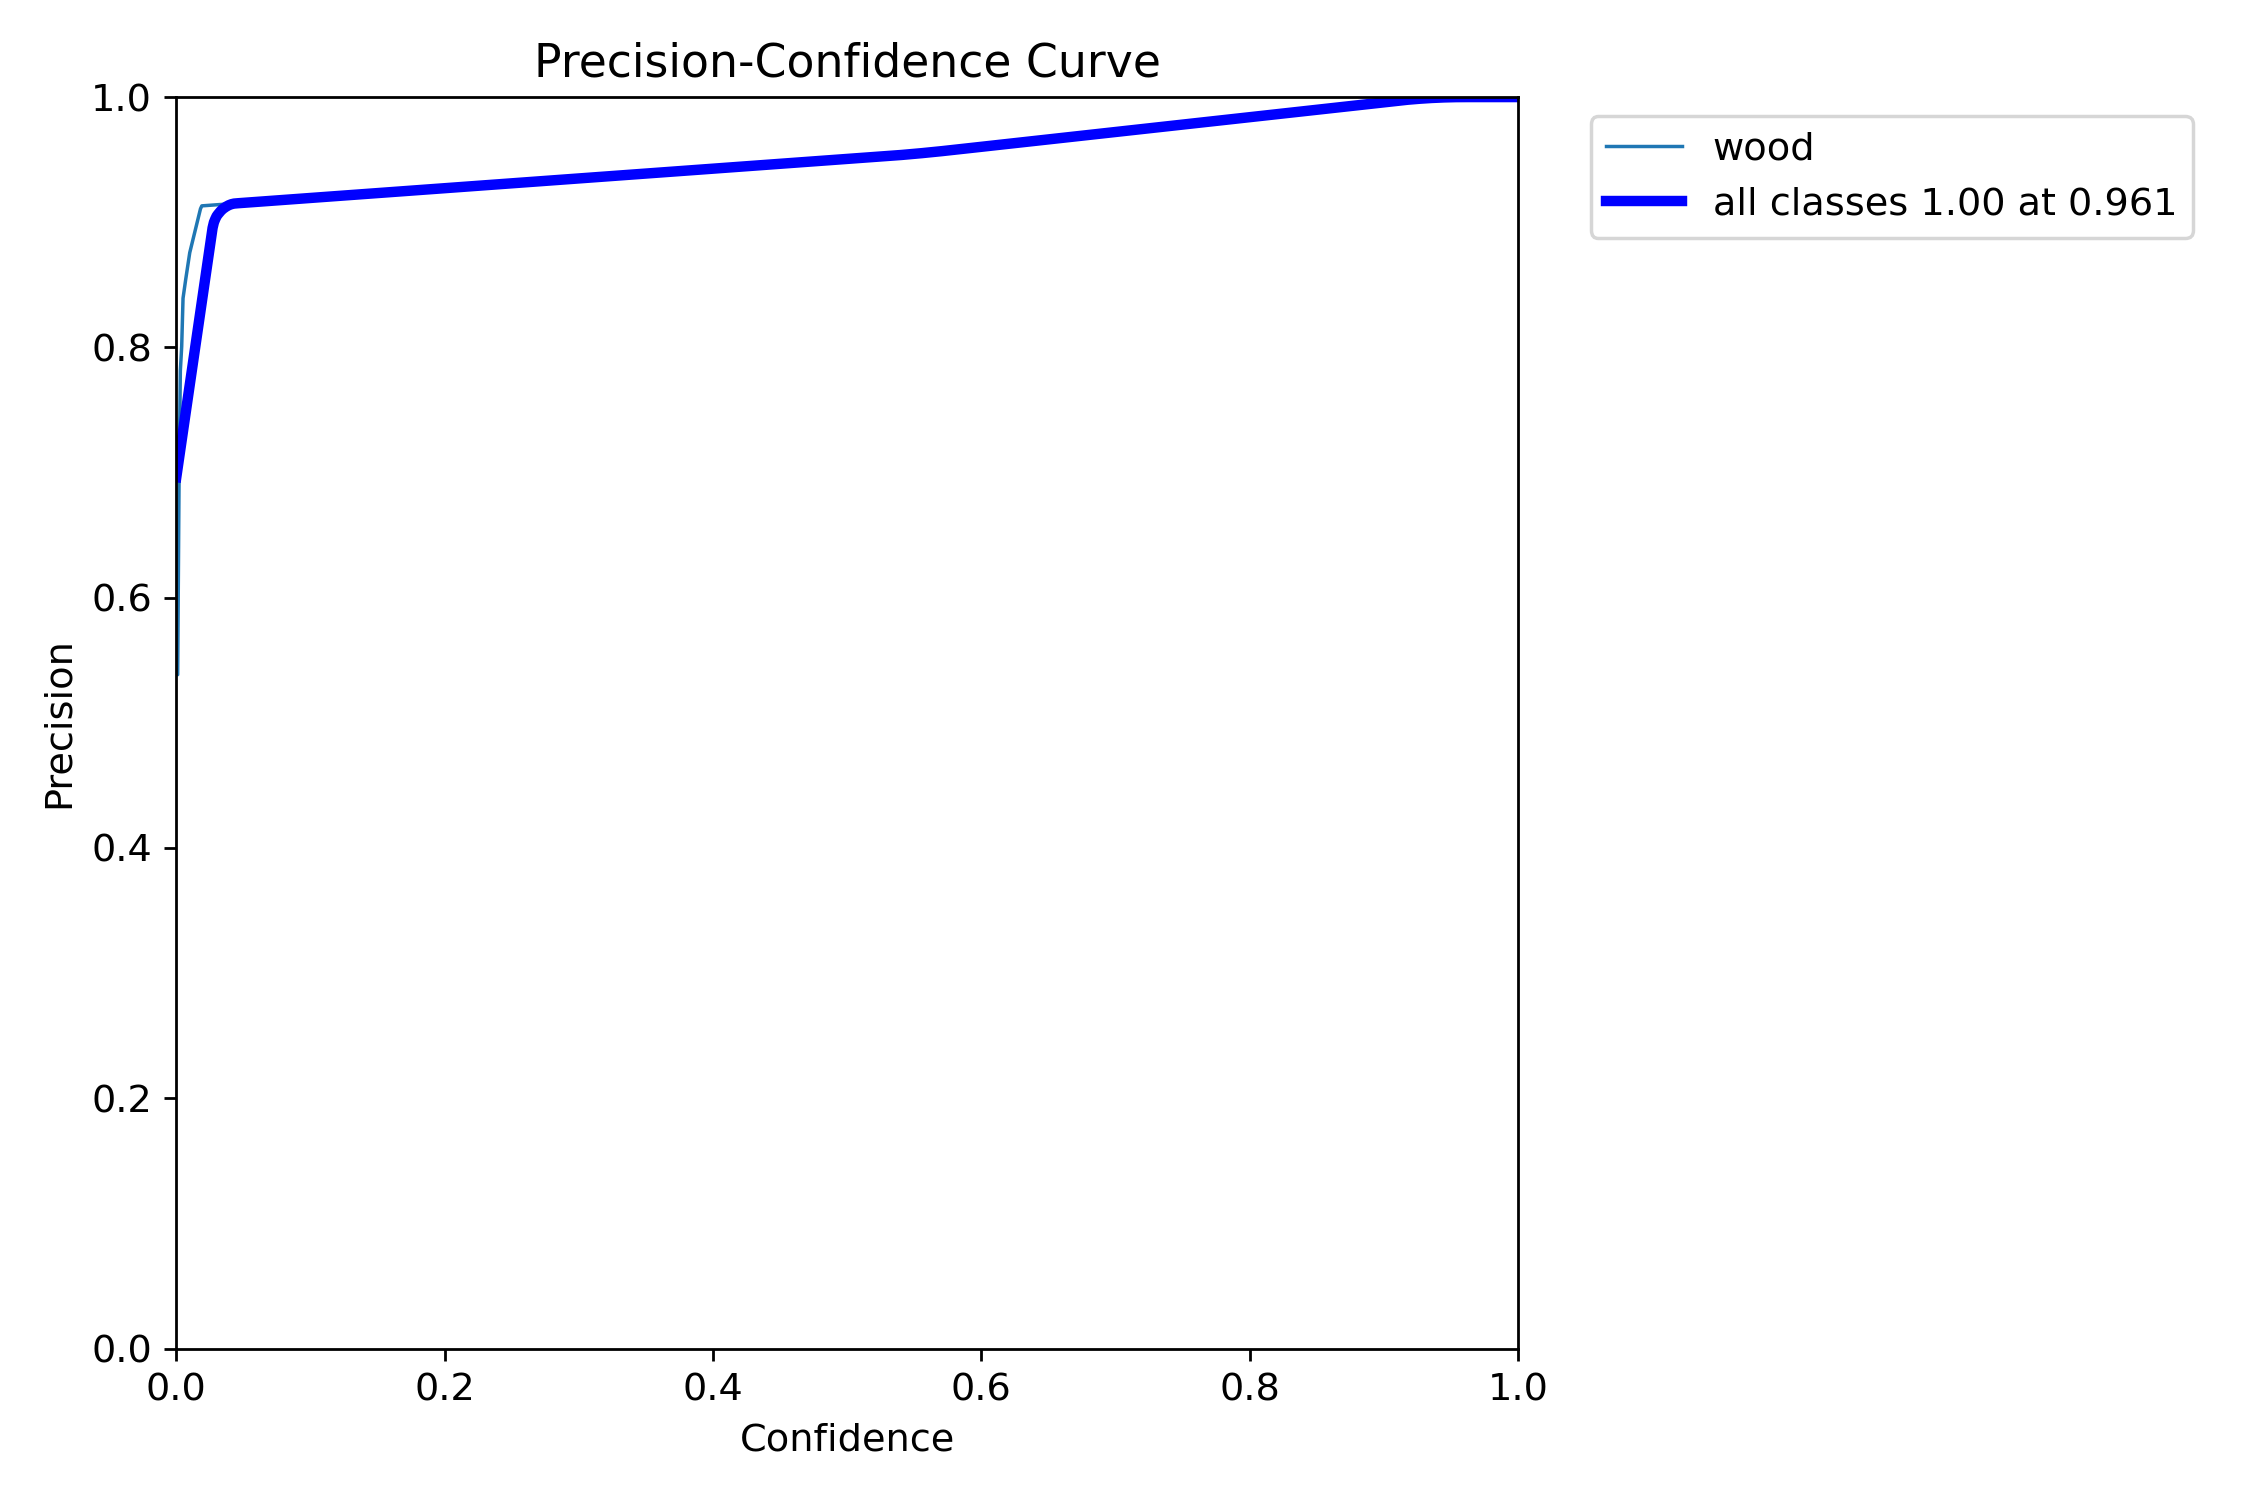 Precision-Confidence Curve
1.0
0.8
0.6
0.4
0.2
0.0
Precision
0.0 0.2 0.4 0.6 0.8 1.0
Confidence
wood
all classes 1.00 at 0.961